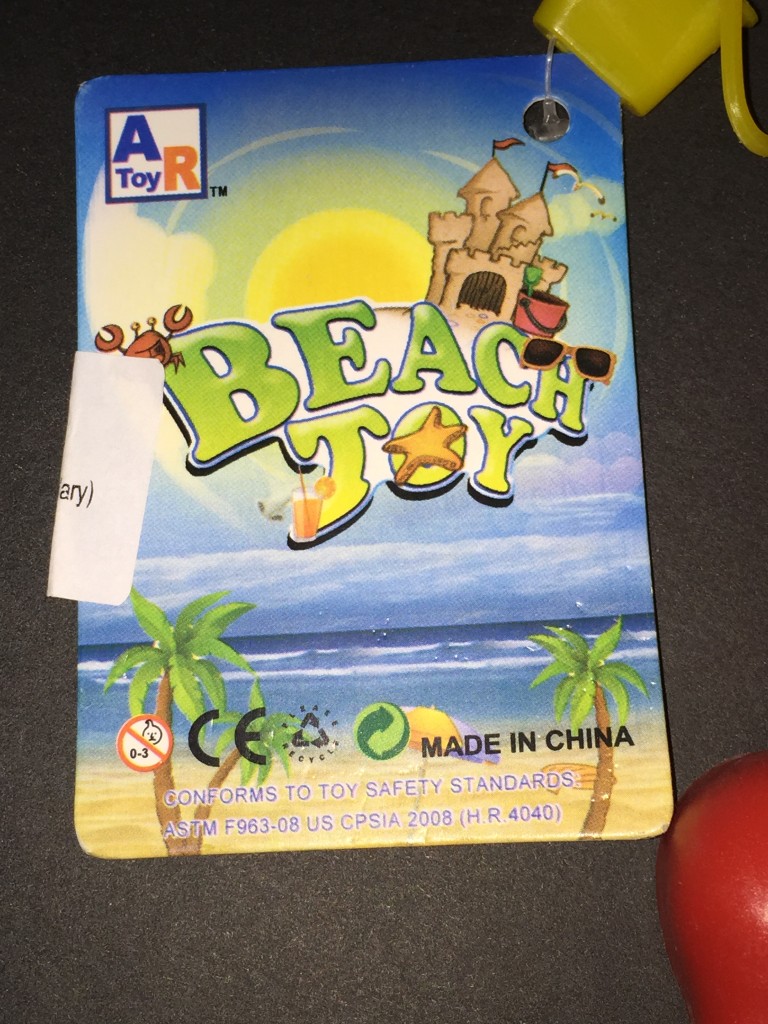 A
Toy R
TM
BEACH
TOY
ary)
0-3
CE
MADE IN CHINA
CONFORMS TO TOY SAFETY STANDARDS
ASTM F963-08 US CPSIA 2008 (H.R.4040)